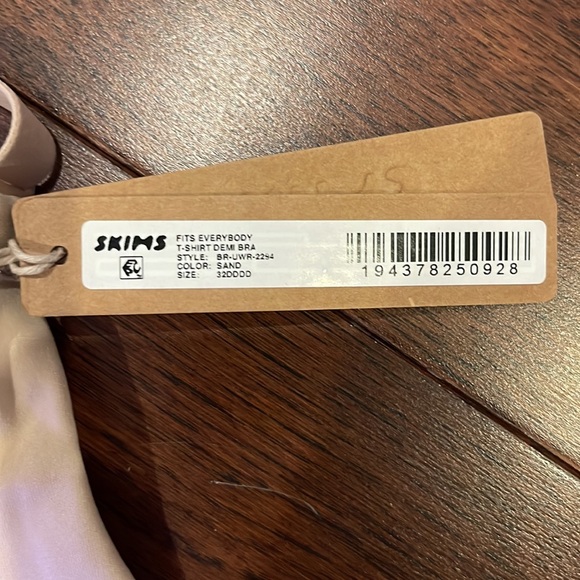 SKIMS
FITS EVERYBODY
T-SHIRT DEMI BRA
STYLE: BR-UWR-2294
COLOR: SAND
SIZE: 32DDDD
194378250928